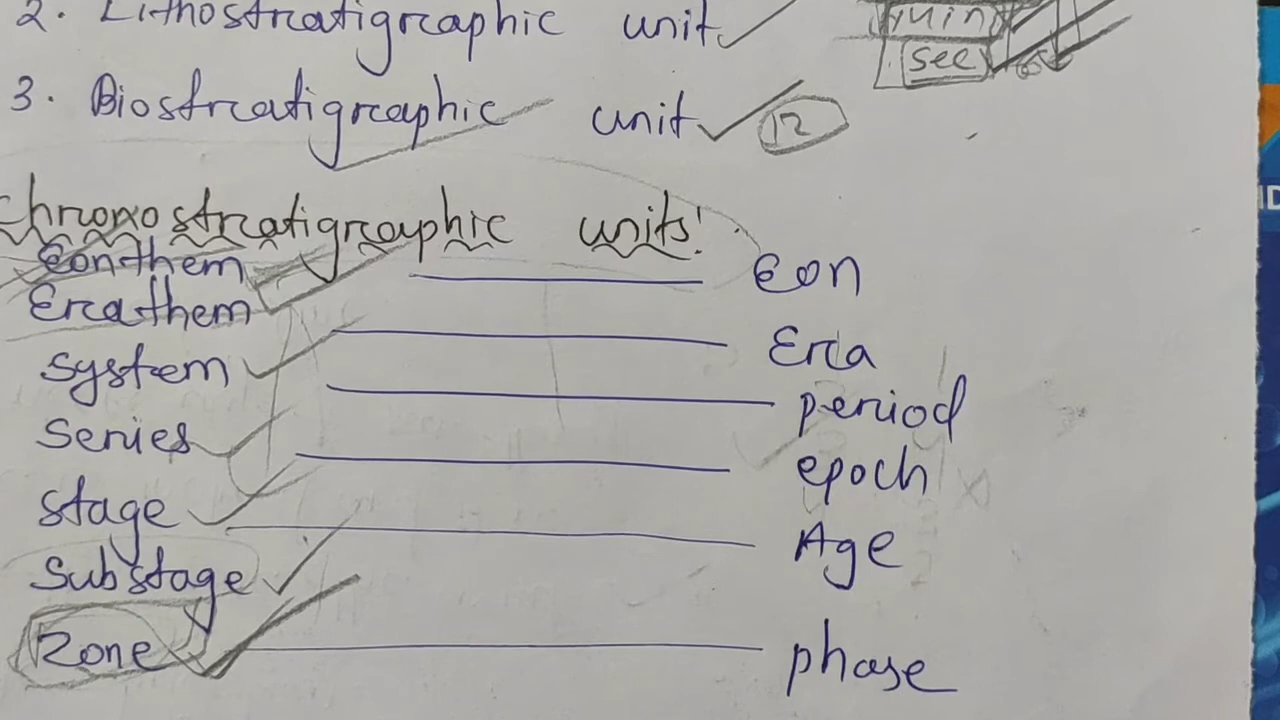 2. Lithostratigraphic unit
see
3. Biostratigraphic unit 12
Chronostratigraphic units:
Eonthem Eon
Erathem Era
system period
Series epoch
stage Age
Substage
Zone phase